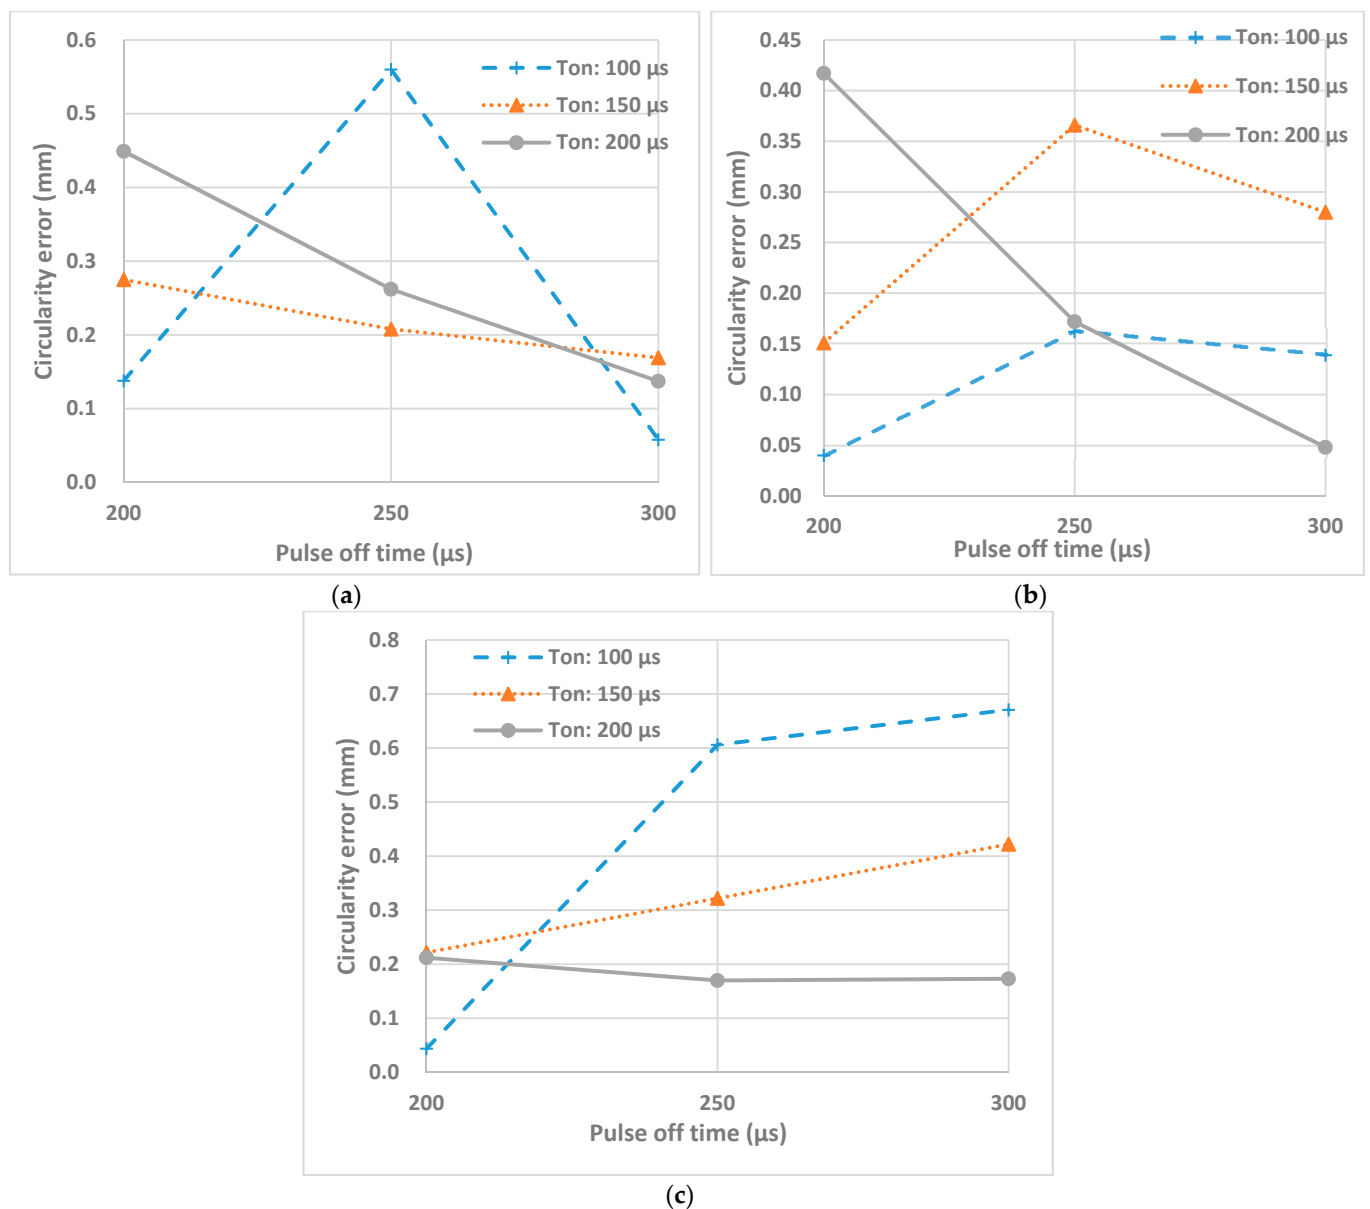 0.6
0.5
0.4
0.3
0.2
0.1
0.0
Circularity error (mm)
Ton: 100 µs
Ton: 150 µs
Ton: 200 µs
200
250
300
Pulse off time (µs)
(a)
0.45
0.40
0.35
0.30
0.25
0.20
0.15
0.10
0.05
0.00
Circularity error (mm)
Ton: 100 µs
Ton: 150 µs
Ton: 200 µs
200
250
300
Pulse off time (µs)
(b)
0.8
0.7
0.6
0.5
0.4
0.3
0.2
0.1
0.0
Circularity error (mm)
Ton: 100 µs
Ton: 150 µs
Ton: 200 µs
200
250
300
Pulse off time (µs)
(c)